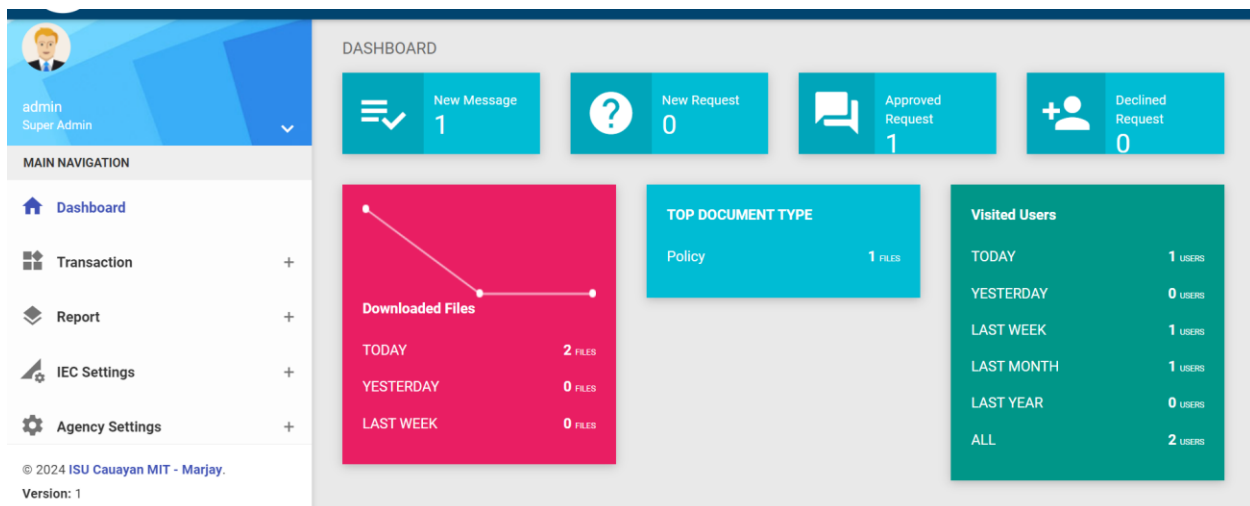 admin
Super Admin
MAIN NAVIGATION
Dashboard
Transaction
Report
IEC Settings
Agency Settings
© 2024 ISU Cauayan MIT - Marjay.
Version: 1
DASHBOARD
New Message
1
New Request
0
Approved
Request
1
Declined
Request
0
Downloaded Files
TODAY 2 FILES
YESTERDAY 0 FILES
LAST WEEK 0 FILES
TOP DOCUMENT TYPE
Policy 1 FILES
Visited Users
TODAY 1 USERS
YESTERDAY 0 USERS
LAST WEEK 1 USERS
LAST MONTH 1 USERS
LAST YEAR 0 USERS
ALL 2 USERS